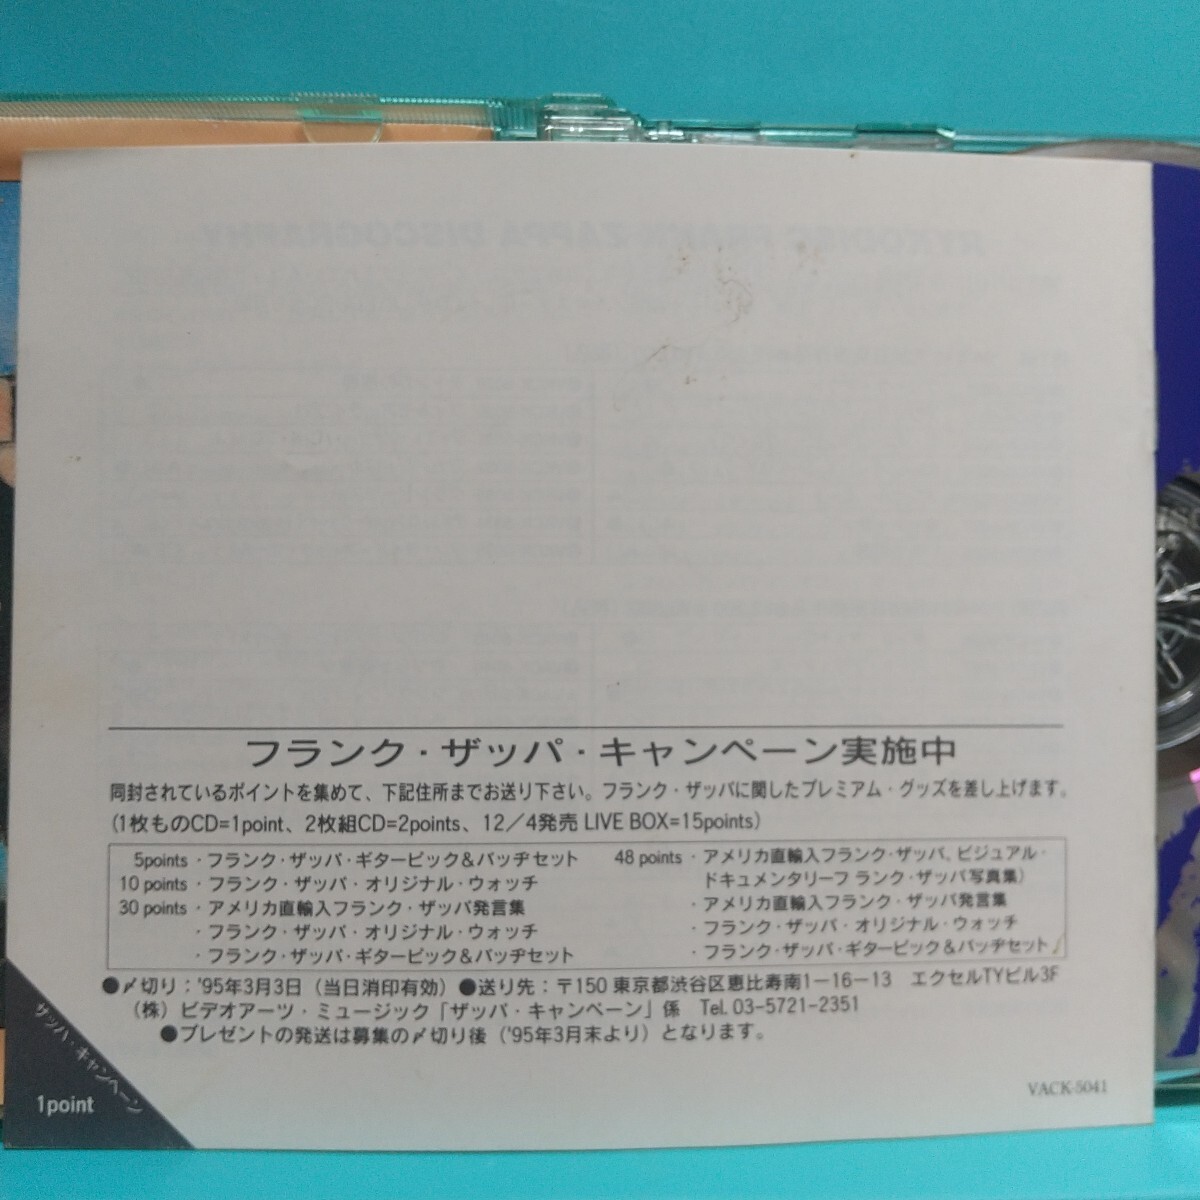 フランク・ザッパ・キャンペーン実施中
同封されているポイントを集めて、下記住所までお送り下さい。フランク・ザッパに関したプレミアム・グッズを差し上げます。
(1枚ものCD=1point、2枚組CD=2points、12／4発売 LIVE BOX=15points)
5points・フランク・ザッパ・ギターピック＆バッヂセット
10 points・フランク・ザッパ・オリジナル・ウォッチ
30 points・アメリカ直輸入フランク・ザッパ発言集
・フランク・ザッパ・オリジナル・ウォッチ
・フランク・ザッパ・ギターピック＆バッヂセット
48 points・アメリカ直輸入フランク・ザッパ、ビジュアル・
ドキュメンタリーフ ランク・ザッパ写真集)
・アメリカ直輸入フランク・ザッパ発言集
・フランク・ザッパ・オリジナル・ウォッチ
・フランク・ザッパ・ギターピック＆バッヂセット
●〆切り：'95年3月3日（当日消印有効）●送り先：〒150 東京都渋谷区恵比寿南1－16－13　エクセルTYビル3F
（株）ビデオアーツ・ミュージック「ザッパ・キャンペーン」係　Tel. 03-5721-2351
●プレゼントの発送は募集の〆切り後（'95年3月末より）となります。
ザッパ・キャンペーン
1point
VACK-5041